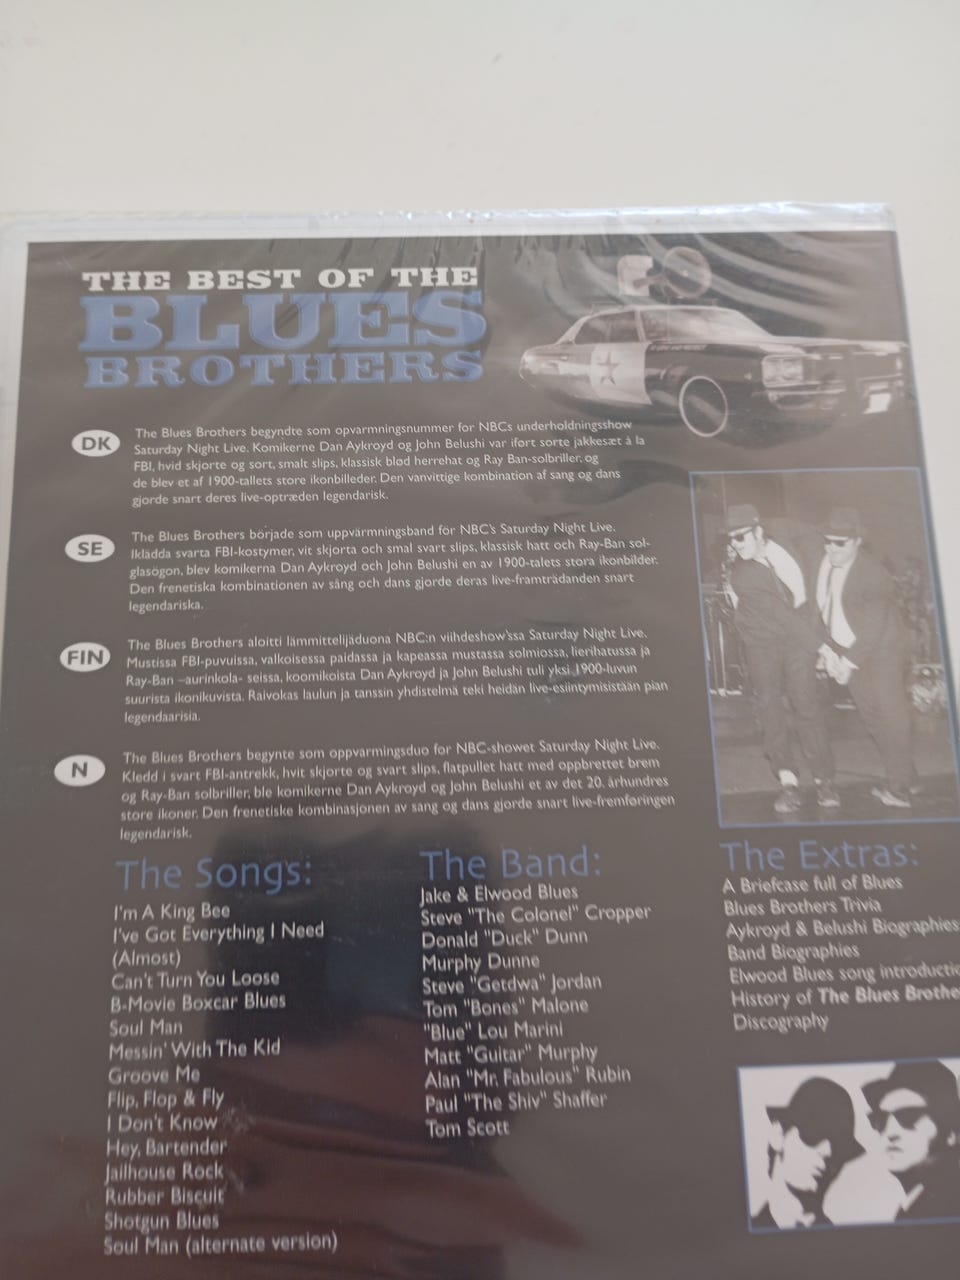 THE BEST OF THE
BLUES
BROTHERS
DK
The Blues Brothers begyndte som opvarmningsnummer for NBCs underholdningsshow
Saturday Night Live. Komikerne Dan Aykroyd og John Belushi var iført sorte jakkesæt à la
FBI, hvid skjorte og sort, smalt slips, klassisk blød herrehat og Ray Ban-solbriller, og
de blev et af 1900-tallets store ikonbilleder. Den vanvittige kombination af sang og dans
gjorde snart deres live-optræden legendarisk.
SE
The Blues Brothers började som uppvärmningsband för NBC's Saturday Night Live.
Iklädda svarta FBI-kostymer, vit skjorta och smal svart slips, klassisk hatt och Ray-Ban sol-
glasögon, blev komikerna Dan Aykroyd och John Belushi en av 1900-talets stora ikonbilder.
Den frenetiska kombinationen av sång och dans gjorde deras live-framträdanden snart
legendariska.
FIN
The Blues Brothers aloitti lämmittelijäduona NBC:n viihdeshow'ssa Saturday Night Live.
Mustissa FBI-puvuissa, valkoisessa paidassa ja kapeassa mustassa solmiossa, lierihatussa ja
Ray-Ban –aurinkola- seissa, koomikoista Dan Aykroyd ja John Belushi tuli yksi 1900-luvun
suurista ikonikuvista. Raivokas laulun ja tanssin yhdistelmä teki heidan live-esiintymisistään pian
legendaarisia.
N
The Blues Brothers begynte som oppvarmingsduo for NBC-showet Saturday Night Live.
Kledd i svart FBI-antrekk, hvit skjorte og svart slips, flatpullet hatt med oppbrettet brem
og Ray-Ban solbriller, ble komikerne Dan Aykroyd og John Belushi et av det 20. århundres
store ikoner. Den frenetiske kombinasjonen av sang og dans gjorde snart live-fremføringen
legendarisk.
The Songs:
I'm A King Bee
I've Got Everything I Need
(Almost)
Can't Turn You Loose
B-Movie Boxcar Blues
Soul Man
Messin' With The Kid
Groove Me
Flip, Flop & Fly
I Don't Know
Hey, Bartender
Jailhouse Rock
Rubber Biscuit
Shotgun Blues
Soul Man (alternate version)
The Band:
Jake & Elwood Blues
Steve "The Colonel" Cropper
Donald "Duck" Dunn
Murphy Dunne
Steve "Getdwa" Jordan
Tom "Bones" Malone
"Blue" Lou Marini
Matt "Guitar" Murphy
Alan "Mr. Fabulous" Rubin
Paul "The Shiv" Shaffer
Tom Scott
The Extras:
A Briefcase full of Blues
Blues Brothers Trivia
Aykroyd & Belushi Biographies
Band Biographies
Elwood Blues song introductio
History of The Blues Brothe
Discography